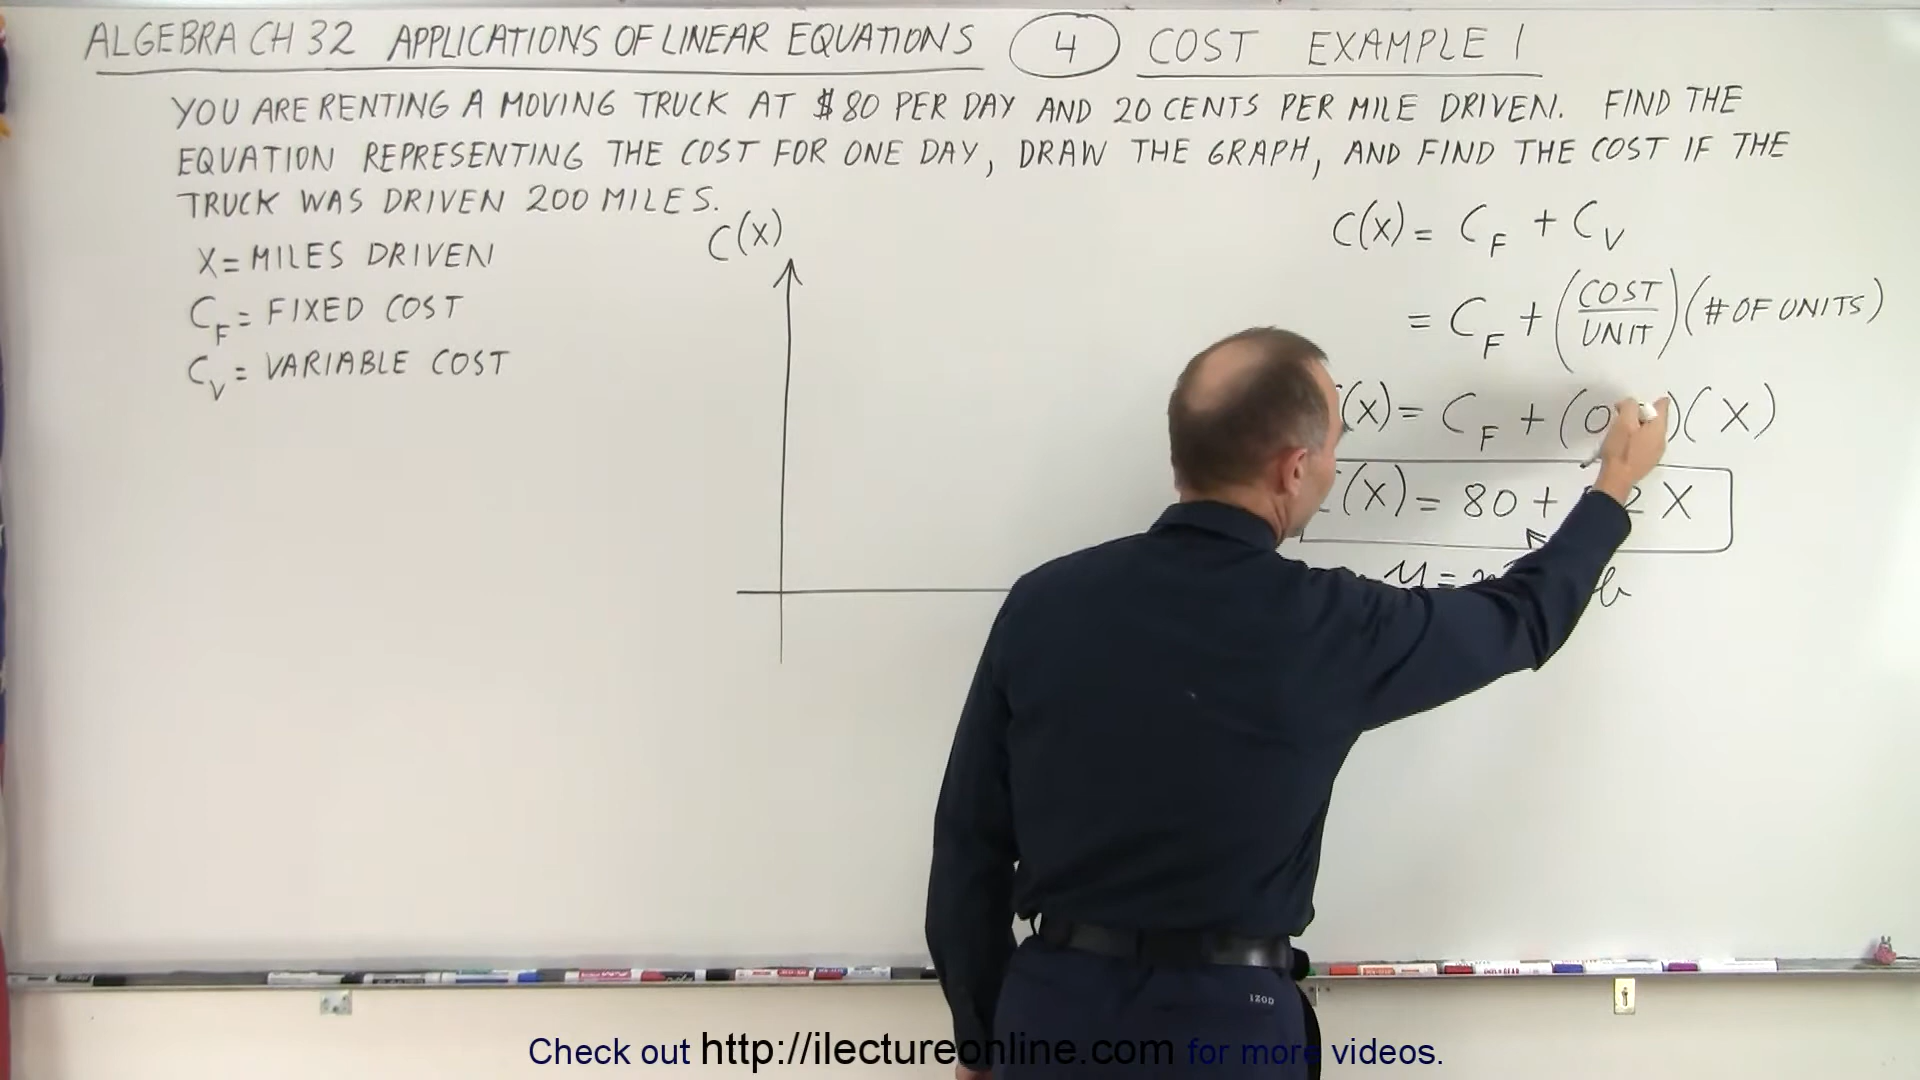 ALGEBRA CH 32 APPLICATIONS OF LINEAR EQUATIONS 4 COST EXAMPLE 1
YOU ARE RENTING A MOVING TRUCK AT $80 PER DAY AND 20 CENTS PER MILE DRIVEN. FIND THE
EQUATION REPRESENTING THE COST FOR ONE DAY, DRAW THE GRAPH, AND FIND THE COST IF THE
TRUCK WAS DRIVEN 200 MILES.
X = MILES DRIVEN
C_F = FIXED COST
C_V = VARIABLE COST
C(X)
C(X) = C_F + C_V
= C_F + (COST/UNIT)(# OF UNITS)
(X) = C_F + (0 )(X)
(X) = 80 + 2 X
y = b
IZOD
Check out http://ilectureonline.com for more videos.